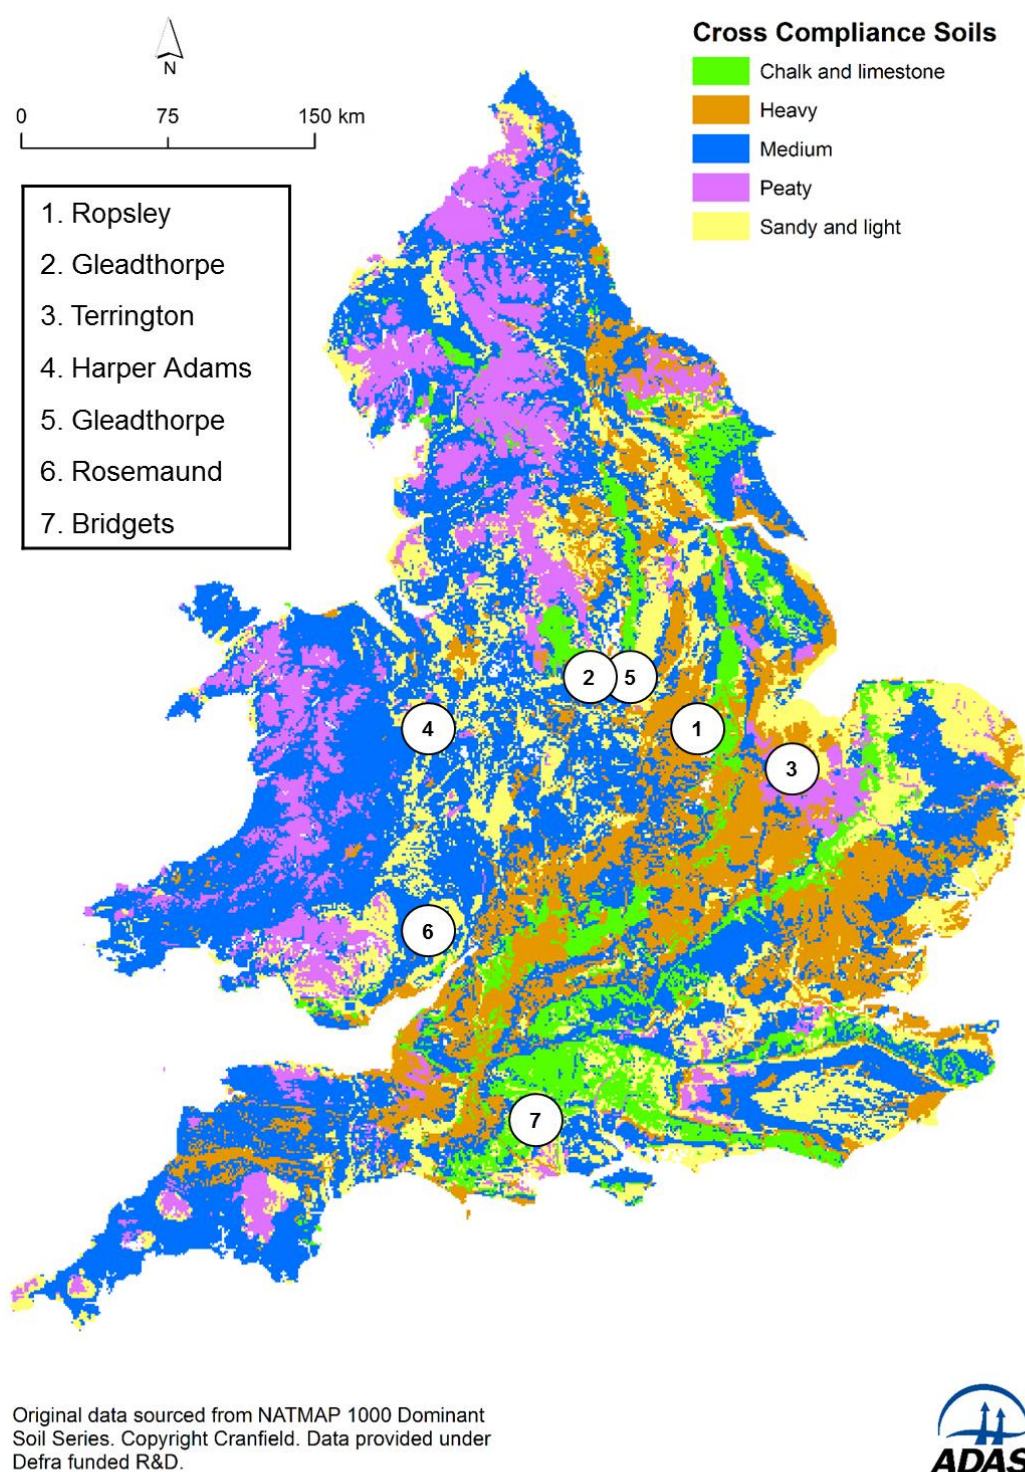 N
0 75 150 km
Cross Compliance Soils
Chalk and limestone
Heavy
Medium
Peaty
Sandy and light
1. Ropsley
2. Gleadthorpe
3. Terrington
4. Harper Adams
5. Gleadthorpe
6. Rosemaund
7. Bridgets
2
5
4
1
3
6
7
Original data sourced from NATMAP 1000 Dominant
Soil Series. Copyright Cranfield. Data provided under
Defra funded R&D.
ADAS